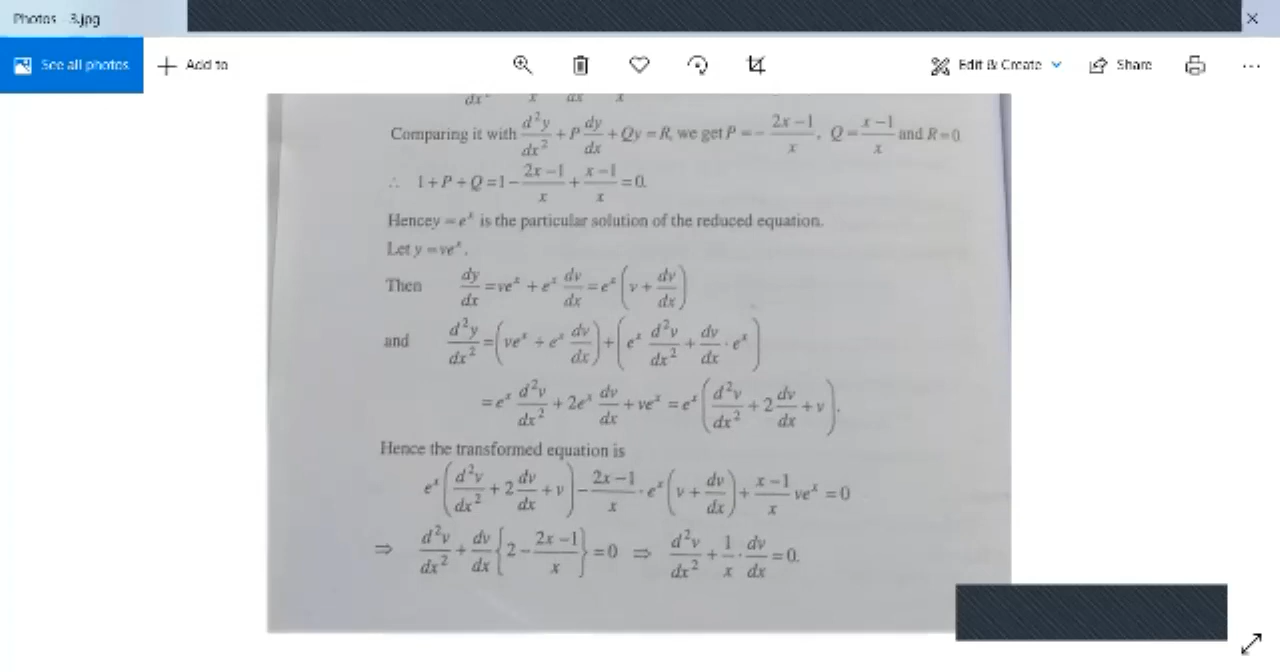 Photos - 3.jpg
See all photos
Add to
Edit & Create
Share
Comparing it with d²y/dx² + P dy/dx + Qy = R, we get P = - (2x-1)/x, Q = (x-1)/x and R = 0
∴ 1 + P + Q = 1 - (2x-1)/x + (x-1)/x = 0.
Hence y = eˣ is the particular solution of the reduced equation.
Let y = veˣ.
Then dy/dx = veˣ + eˣ dv/dx = eˣ (v + dv/dx)
and d²y/dx² = (veˣ + eˣ dv/dx) + (eˣ d²v/dx² + dv/dx · eˣ)
= eˣ d²v/dx² + 2eˣ dv/dx + veˣ = eˣ (d²v/dx² + 2 dv/dx + v).
Hence the transformed equation is
eˣ (d²v/dx² + 2 dv/dx + v) - (2x-1)/x · eˣ (v + dv/dx) + (x-1)/x veˣ = 0
⇒ d²v/dx² + dv/dx {2 - (2x-1)/x} = 0 ⇒ d²v/dx² + 1/x · dv/dx = 0.